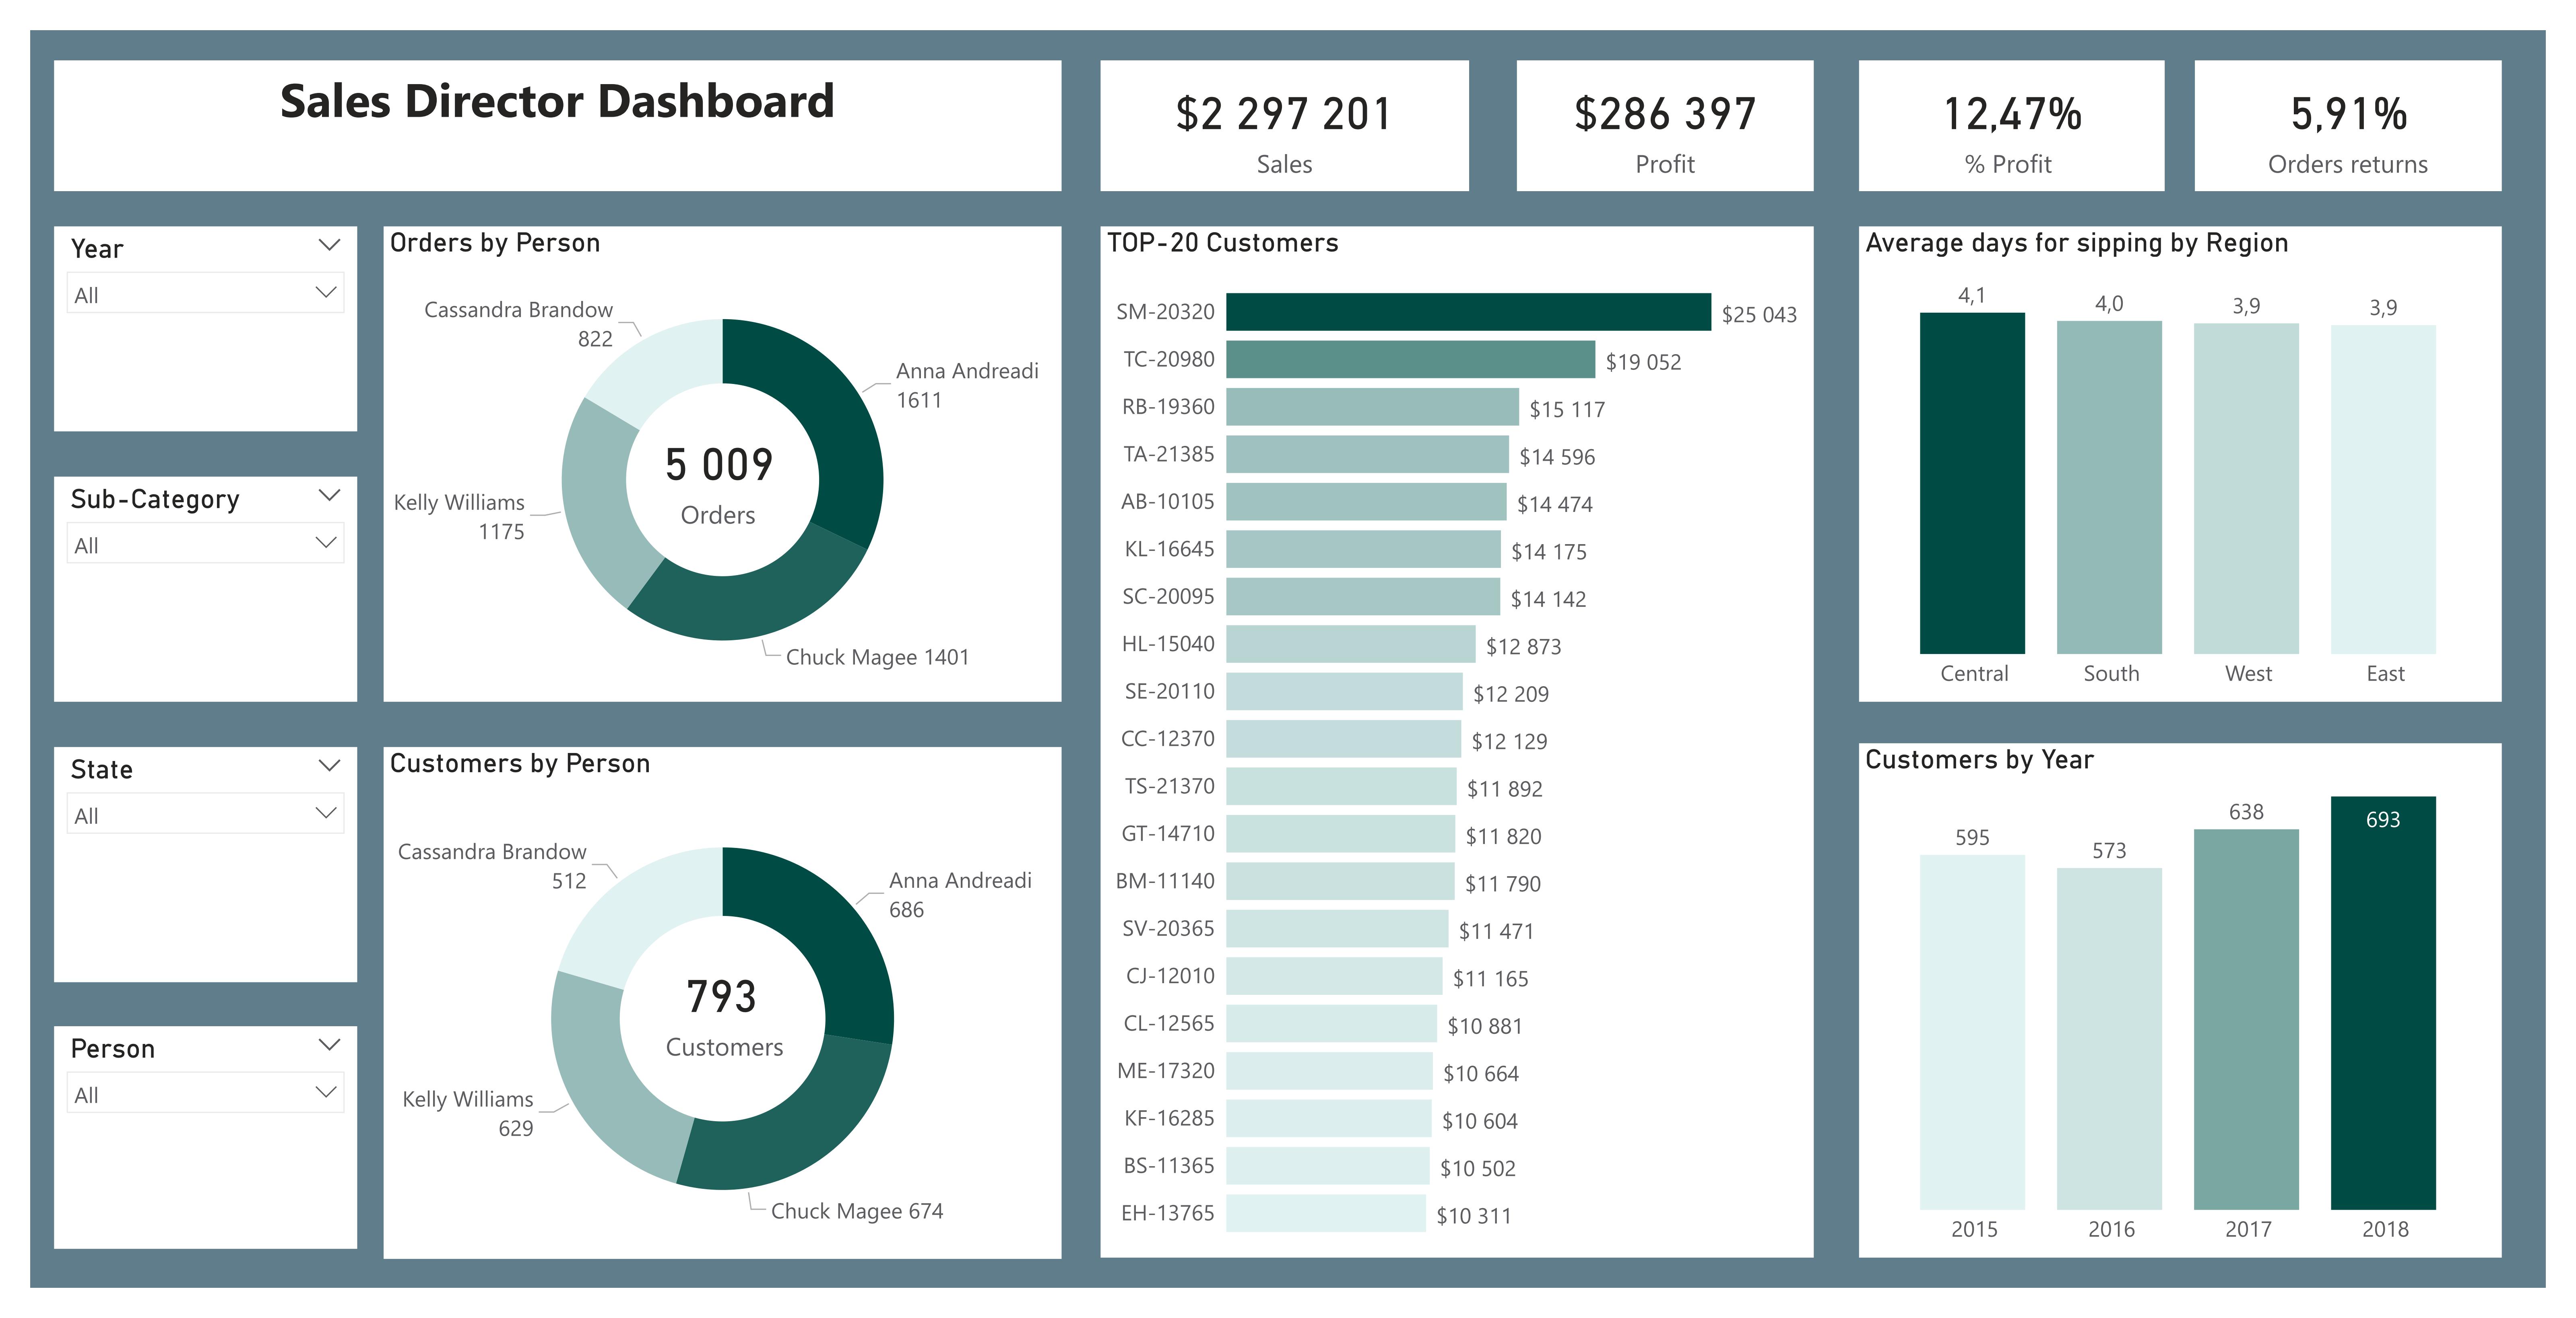 Sales Director Dashboard
$2 297 201
Sales
$286 397
Profit
12,47%
% Profit
5,91%
Orders returns
Year
All
Sub-Category
All
State
All
Person
All
Orders by Person
Cassandra Brandow
822
Anna Andreadi
1611
Kelly Williams
1175
5 009
Orders
Chuck Magee 1401
Customers by Person
Cassandra Brandow
512
Anna Andreadi
686
793
Customers
Kelly Williams
629
Chuck Magee 674
TOP-20 Customers
SM-20320 $25 043
TC-20980 $19 052
RB-19360 $15 117
TA-21385 $14 596
AB-10105 $14 474
KL-16645 $14 175
SC-20095 $14 142
HL-15040 $12 873
SE-20110 $12 209
CC-12370 $12 129
TS-21370 $11 892
GT-14710 $11 820
BM-11140 $11 790
SV-20365 $11 471
CJ-12010 $11 165
CL-12565 $10 881
ME-17320 $10 664
KF-16285 $10 604
BS-11365 $10 502
EH-13765 $10 311
Average days for sipping by Region
4,1 4,0 3,9 3,9
Central South West East
Customers by Year
595 573 638 693
2015 2016 2017 2018